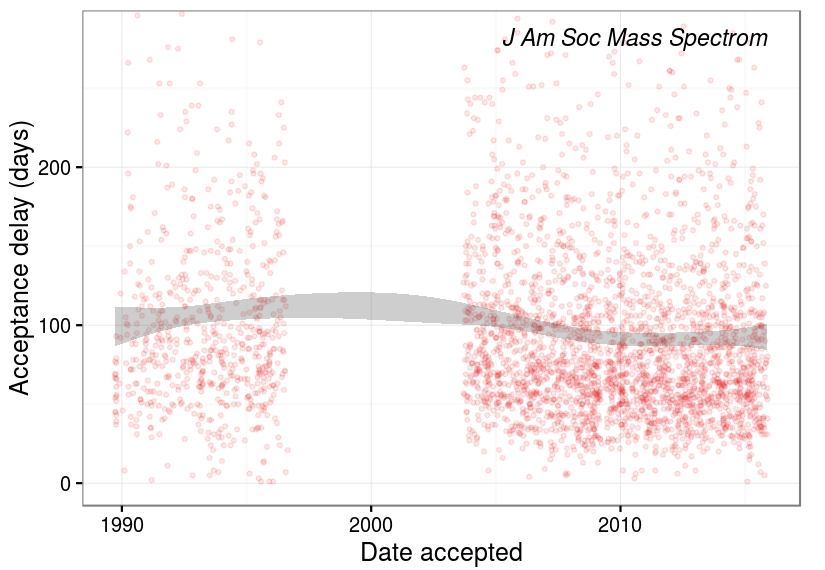 J Am Soc Mass Spectrom
Acceptance delay (days)
200
100
0
1990 2000 2010
Date accepted